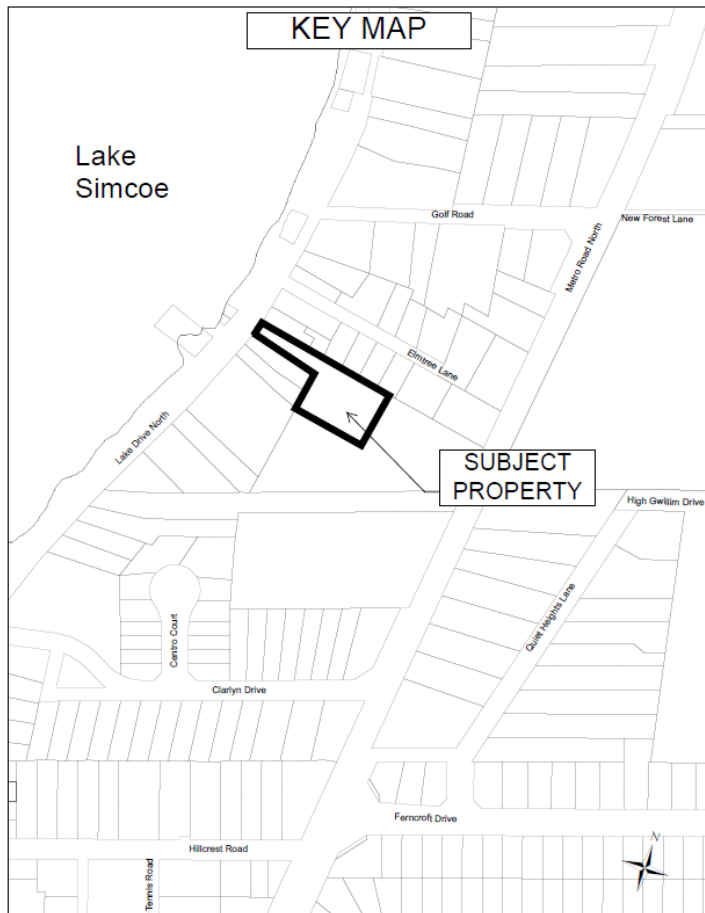 KEY MAP
Lake
Simcoe
Golf Road
New Forest Lane
Metro Road North
Elmtree Lane
Lake Drive North
SUBJECT
PROPERTY
High Gwillim Drive
Quiet Heights Lane
Centro Court
Clarlyn Drive
Ferncroft Drive
Hillcrest Road
N
Tennis Road